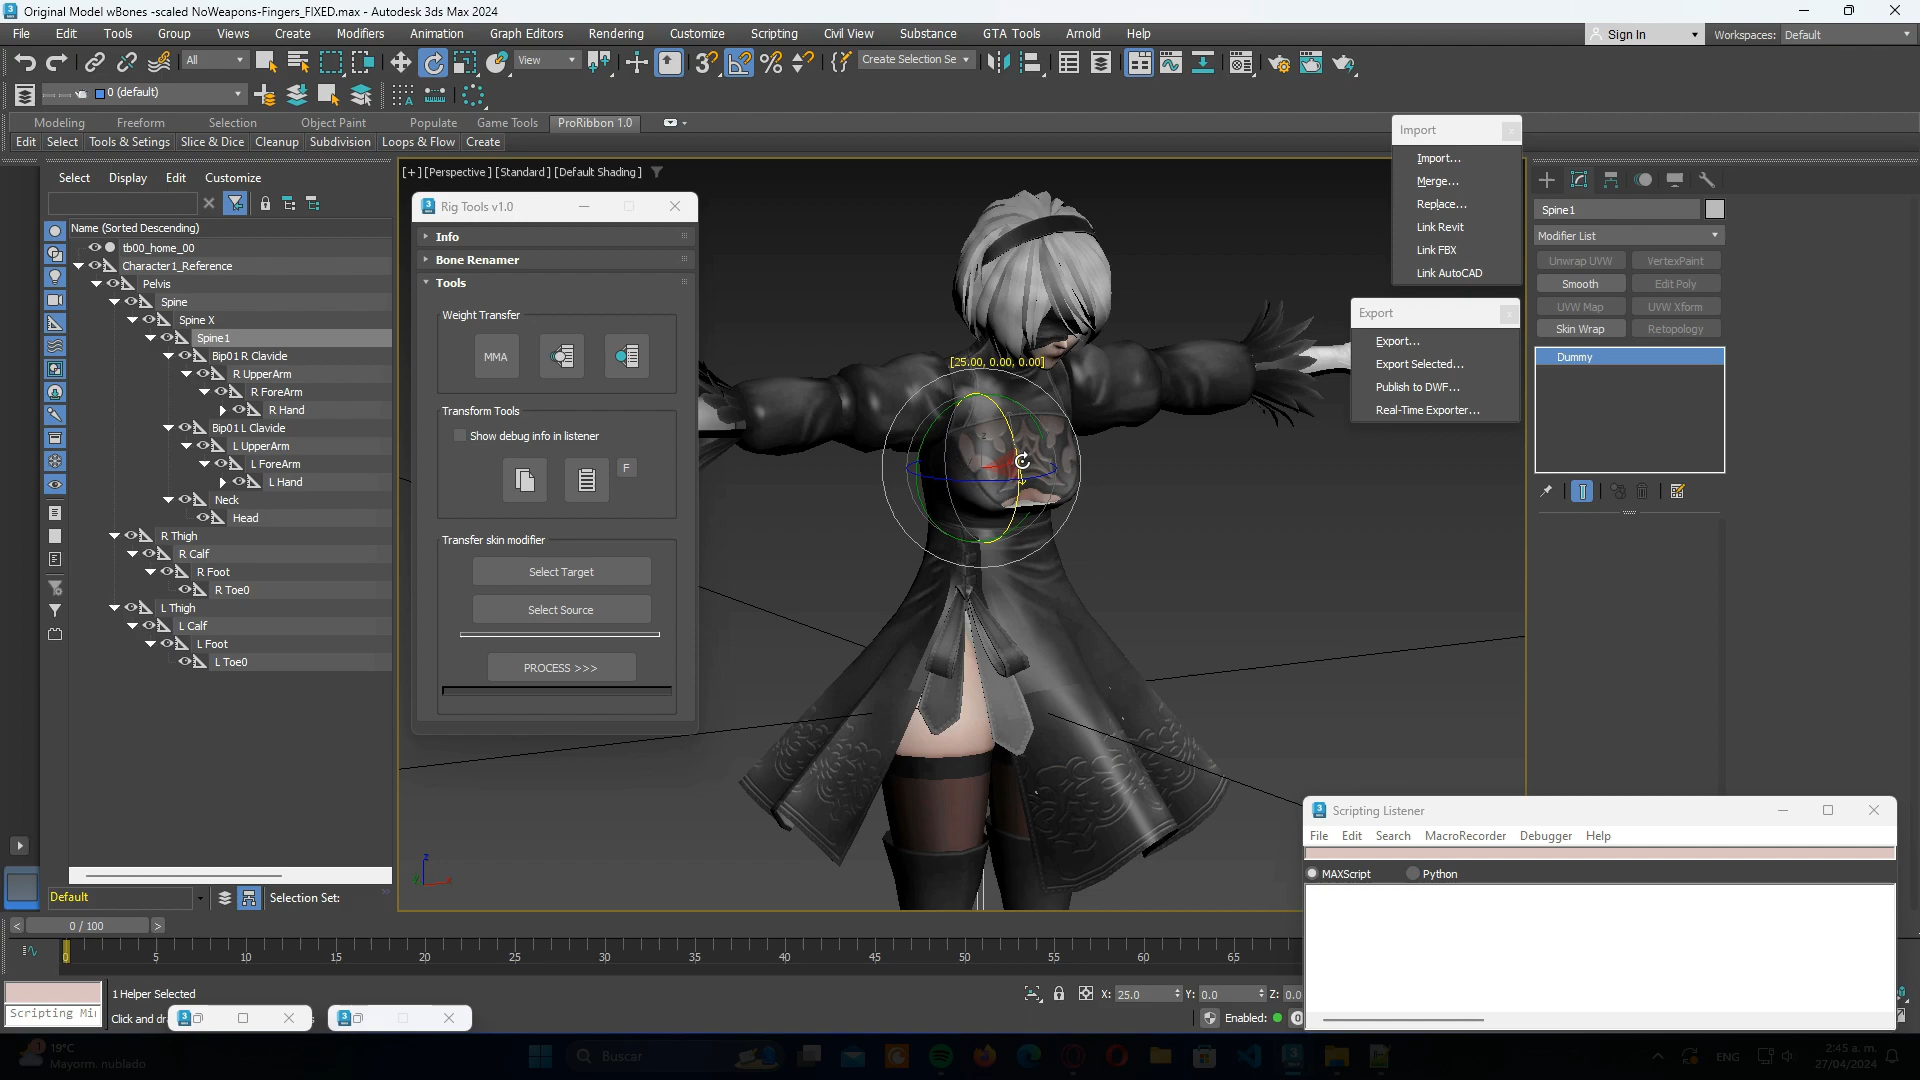 Original Model wBones -scaled NoWeapons-Fingers_FIXED.max - Autodesk 3ds Max 2024
File Edit Tools Group Views Create Modifiers Animation Graph Editors Rendering Customize Scripting Civil View Substance GTA Tools Arnold Help
Sign In
Workspaces: Default
All
View
Create Selection Se
0 (default)
Modeling Freeform Selection Object Paint Populate Game Tools ProRibbon 1.0
Edit Select Tools & Settings Slice & Dice Cleanup Subdivision Loops & Flow Create
Select Display Edit Customize
Name (Sorted Descending)
tb00_home_00
Character1_Reference
Pelvis
Spine
Spine X
Spine1
Bip01 R Clavide
R UpperArm
R ForeArm
R Hand
Bip01 L Clavide
L UpperArm
L ForeArm
L Hand
Neck
Head
R Thigh
R Calf
R Foot
R Toe0
L Thigh
L Calf
L Foot
L Toe0
Default
Selection Set:
[+] [Perspective] [Standard] [Default Shading]
Rig Tools v1.0
Info
Bone Renamer
Tools
Weight Transfer
MMA
Transform Tools
Show debug info in listener
F
Transfer skin modifier
Select Target
Select Source
PROCESS >>>
[25.00, 0.00, 0.00]
z
Import
Import...
Merge...
Replace...
Link Revit
Link FBX
Link AutoCAD
Export
Export...
Export Selected...
Publish to DWF...
Real-Time Exporter...
Spine1
Modifier List
Unwrap UVW VertexPaint
Smooth Edit Poly
UVW Map UVW Xform
Skin Wrap Retopology
Dummy
Scripting Listener
File Edit Search MacroRecorder Debugger Help
MAXScript Python
< 0 / 100 >
0 5 10 15 20 25 30 35 40 45 50 55 60 65
1 Helper Selected
Scripting Mi
Click and dr
X: 25.0 Y: 0.0 Z: 0.0
Enabled:
19°C
Mayorm. nublado
Buscar
ENG
2:45 a. m.
27/04/2024